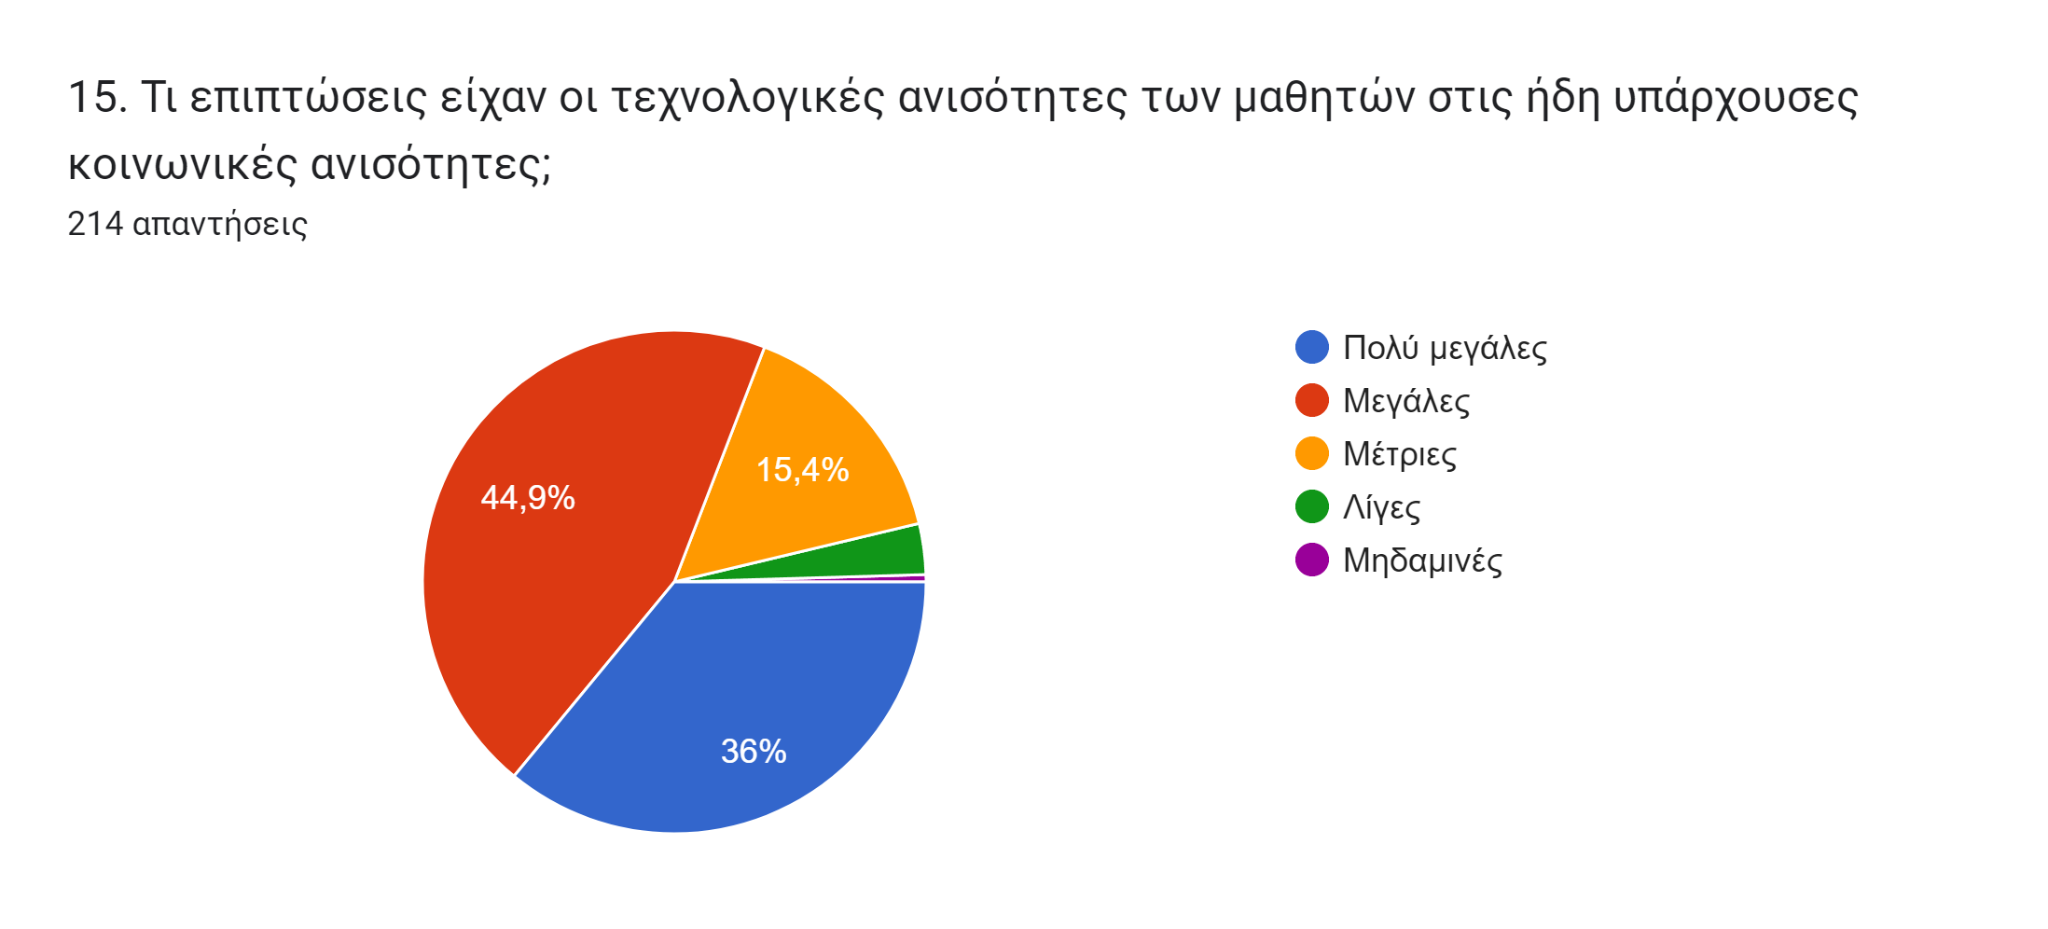 15. Τι επιπτώσεις είχαν οι τεχνολογικές ανισότητες των μαθητών στις ήδη υπάρχουσες
κοινωνικές ανισότητες;
214 απαντήσεις
Πολύ μεγάλες
Μεγάλες
Μέτριες
Λίγες
Μηδαμινές
15,4%
44,9%
36%